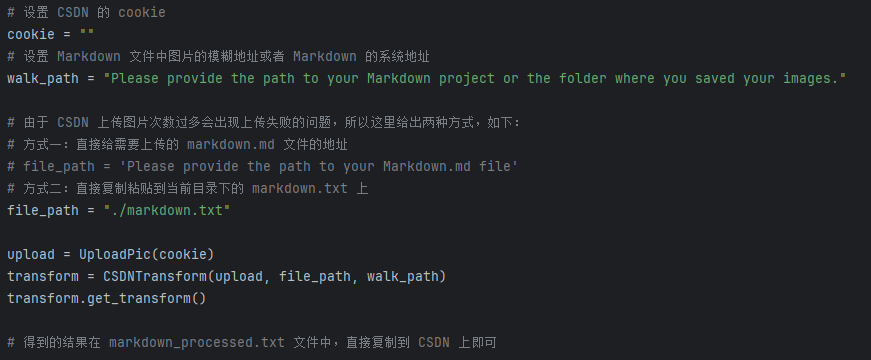 # 设置 CSDN 的 cookie
cookie = ""
# 设置 Markdown 文件中图片的模糊地址或者 Markdown 的系统地址
walk_path = "Please provide the path to your Markdown project or the folder where you saved your images."
# 由于 CSDN 上传图片次数过多会出现上传失败的问题，所以这里给出两种方式，如下：
# 方式一：直接给需要上传的 markdown.md 文件的地址
# file_path = 'Please provide the path to your Markdown.md file'
# 方式二：直接复制粘贴到当前目录下的 markdown.txt 上
file_path = "./markdown.txt"
upload = UploadPic(cookie)
transform = CSDNTransform(upload, file_path, walk_path)
transform.get_transform()
# 得到的结果在 markdown_processed.txt 文件中，直接复制到 CSDN 上即可